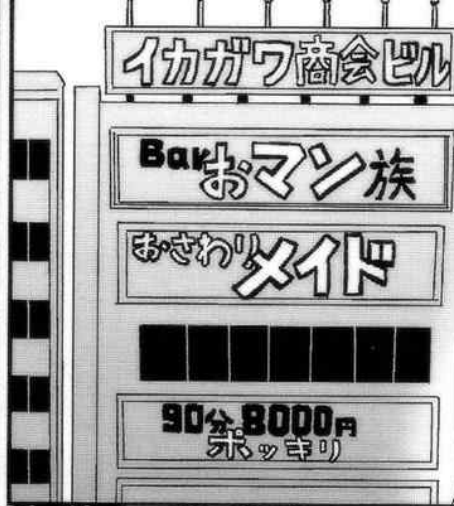 イカガワ商会ビル
Barおマン族
おさわりメイド
90分8000円
ポッキリ